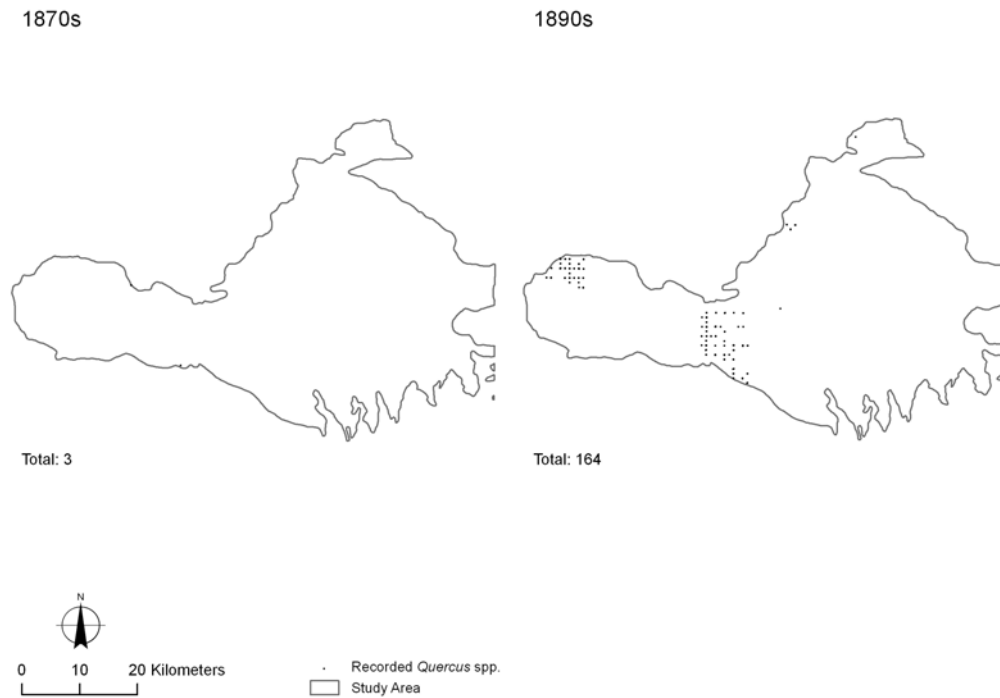 1870s
1890s
Total: 3
Total: 164
N
0 10 20 Kilometers
Recorded Quercus spp.
Study Area